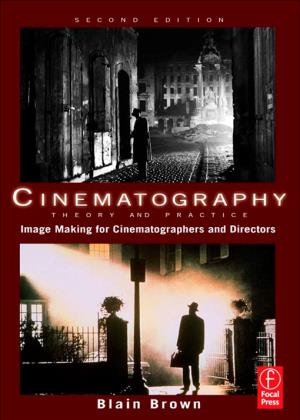 SECOND EDITION
CINEMATOGRAPHY
THEORY AND PRACTICE
Image Making for Cinematographers and Directors
Blain Brown
Focal
Press